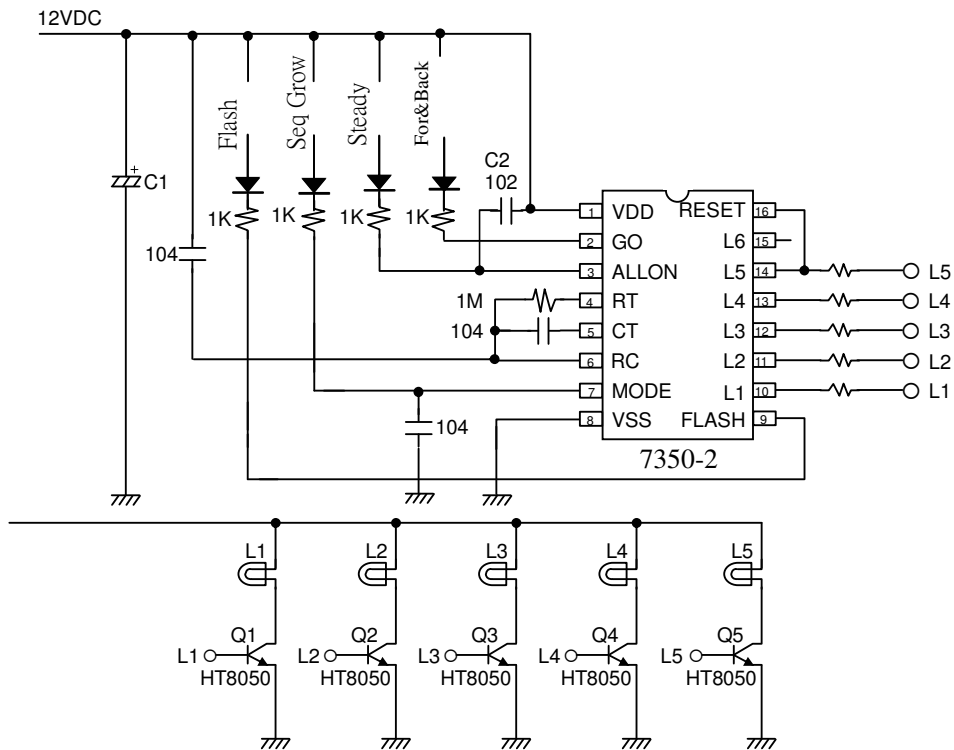 12VDC
Flash
Seq Grow
Steady
For&Back
C1
104
1K
1K
1K
1K
C2
102
1M
104
104
1 VDD
2 GO
3 ALLON
4 RT
5 CT
6 RC
7 MODE
8 VSS
RESET 16
L6 15
L5 14
L4 13
L3 12
L2 11
L1 10
FLASH 9
L5
L4
L3
L2
L1
7350-2
L1
L2
L3
L4
L5
L1 Q1
HT8050
L2 Q2
HT8050
L3 Q3
HT8050
L4 Q4
HT8050
L5 Q5
HT8050